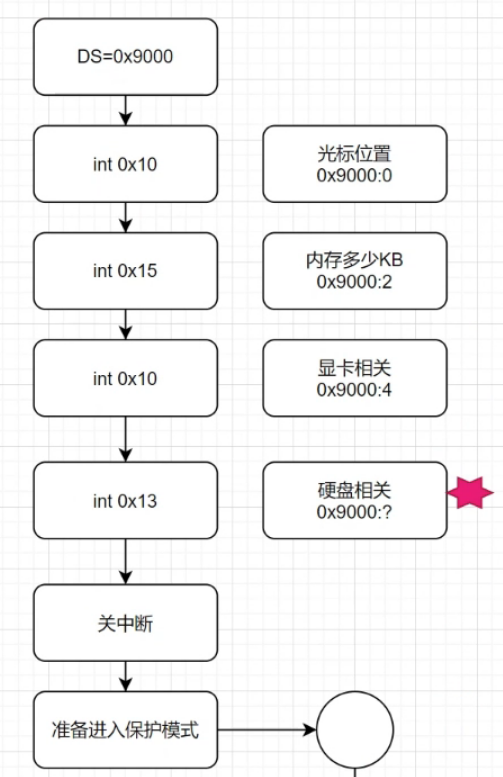 DS=0x9000
int 0x10
光标位置
0x9000:0
int 0x15
内存多少KB
0x9000:2
int 0x10
显卡相关
0x9000:4
int 0x13
硬盘相关
0x9000:?
关中断
准备进入保护模式